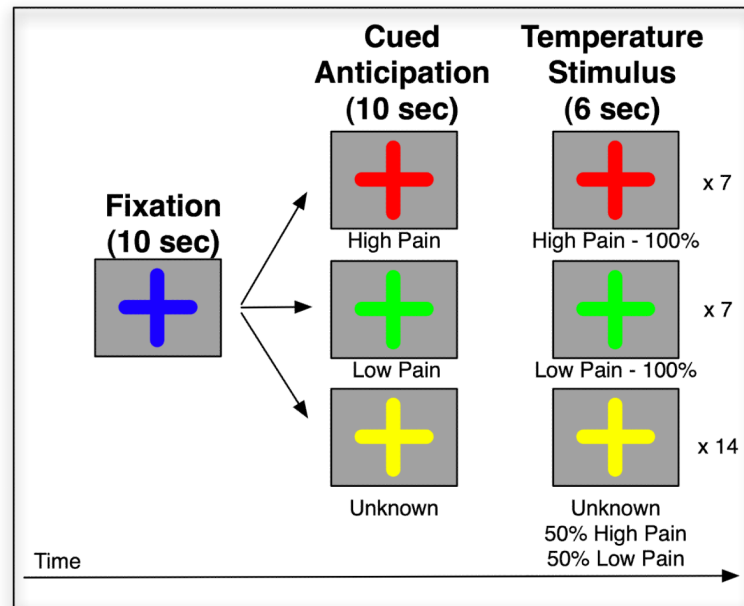 Cued
Anticipation
(10 sec)
Temperature
Stimulus
(6 sec)
Fixation
(10 sec)
High Pain
High Pain - 100%
x 7
Low Pain
Low Pain - 100%
x 7
Unknown
Unknown
50% High Pain
50% Low Pain
x 14
Time